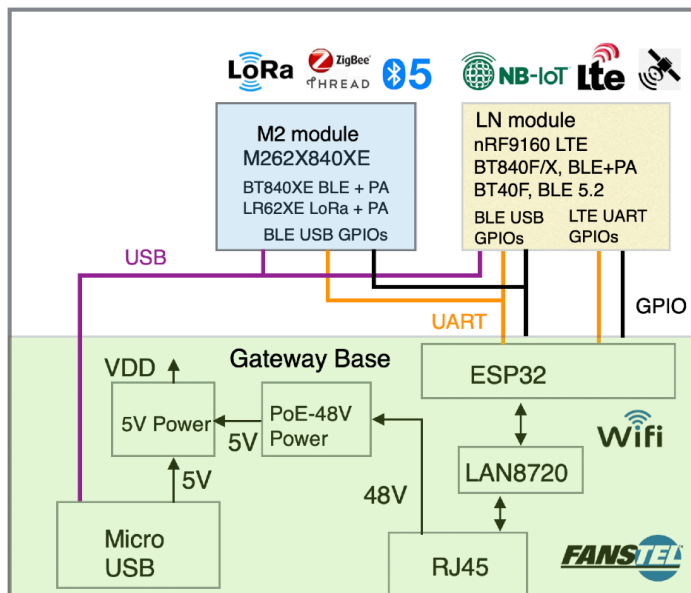 LoRa
ZigBee
THREAD
5
NB-IoT
Lte
M2 module
M262X840XE
BT840XE BLE + PA
LR62XE LoRa + PA
BLE USB GPIOs
LN module
nRF9160 LTE
BT840F/X, BLE+PA
BT40F, BLE 5.2
BLE USB
GPIOs
LTE UART
GPIOs
USB
UART
GPIO
Gateway Base
VDD
5V Power
5V
PoE-48V
Power
ESP32
Wifi
5V
48V
LAN8720
Micro
USB
RJ45
FANSTEL